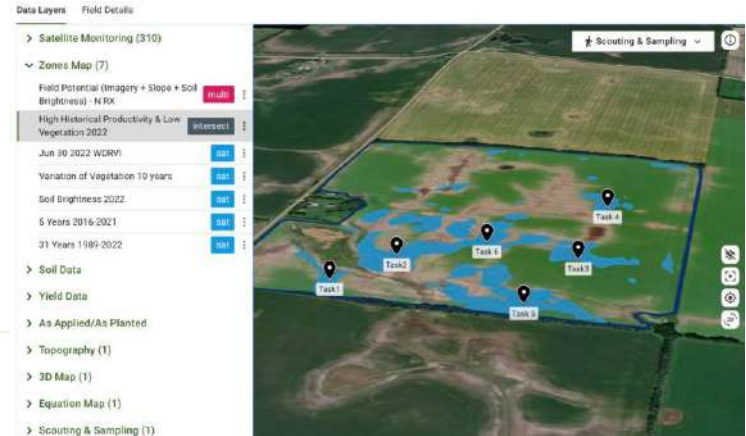 Data Layers Field Details
Satellite Monitoring (310)
Zones Map (7)
Field Potential (Imagery + Slope + Soil
Brightness) - N RX
multi
High Historical Productivity & Low
Vegetation 2022
intersect
Jun 30 2022 WDRVI
sat
Variation of Vegetation 10 years
sat
Soil Brightness 2022
sat
5 Years 2016-2021
sat
31 Years 1989-2022
sat
Soil Data
Yield Data
As Applied/As Planted
Topography (1)
3D Map (1)
Equation Map (1)
Scouting & Sampling (1)
Scouting & Sampling
Task 4
Task 6
Task2
Task3
Task1
Task 5